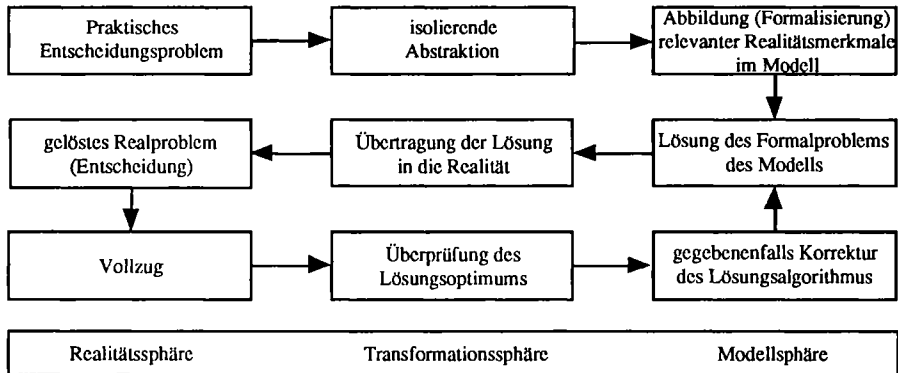 Praktisches
Entscheidungsproblem
isolierende
Abstraktion
Abbildung (Formalisierung)
relevanter Realitätsmerkmale
im Modell
gelöstes Realproblem
(Entscheidung)
Übertragung der Lösung
in die Realität
Lösung des Formalproblems
des Modells
Vollzug
Überprüfung des
Lösungsoptimums
gegebenenfalls Korrektur
des Lösungsalgorithmus
Realitätssphäre
Transformationssphäre
Modellsphäre